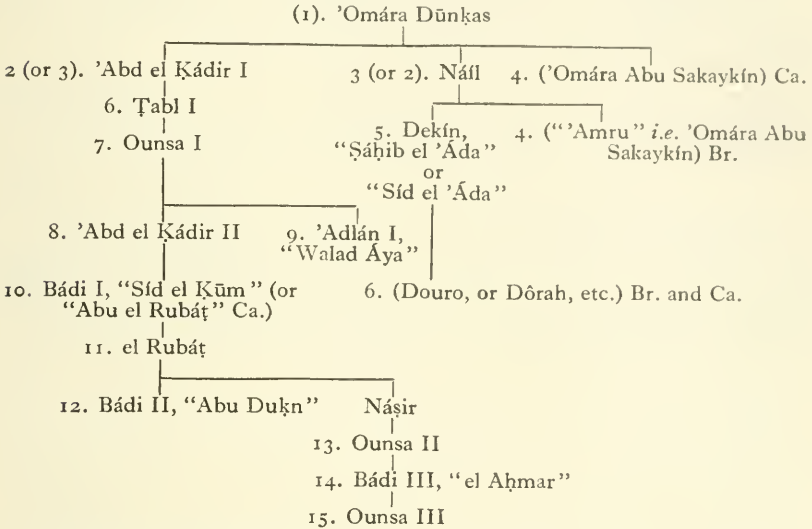 (1). 'Omára Dūnḳas
2 (or 3). 'Abd el Ḳádir I 3 (or 2). Náíl 4. ('Omára Abu Sakaykín) Ca.
6. Ṭabl I 5. Dekín, 4. ("'Amru" i.e. 'Omára Abu
7. Ounsa I "Ṣáḥib el 'Áda" Sakaykín) Br.
or
"Síd el 'Áda"
8. 'Abd el Ḳádir II 9. 'Adlán I,
"Walad Áya"
10. Bádi I, "Síd el Ḳūm" (or 6. (Douro, or Dôrah, etc.) Br. and Ca.
"Abu el Rubáṭ" Ca.)
11. el Rubáṭ
12. Bádi II, "Abu Duḳn" Náṣir
13. Ounsa II
14. Bádi III, "el Aḥmar"
15. Ounsa III